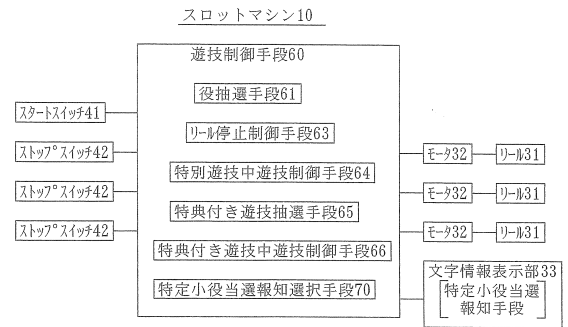 スロットマシン10
遊技制御手段60
役抽選手段61
スタートスイッチ41
リール停止制御手段63
ストップスイッチ42
モータ32
リール31
特別遊技中遊技制御手段64
ストップスイッチ42
モータ32
リール31
特典付き遊技抽選手段65
ストップスイッチ42
モータ32
リール31
特典付き遊技中遊技制御手段66
特定小役当選報知選択手段70
文字情報表示部33
特定小役当選
報知手段